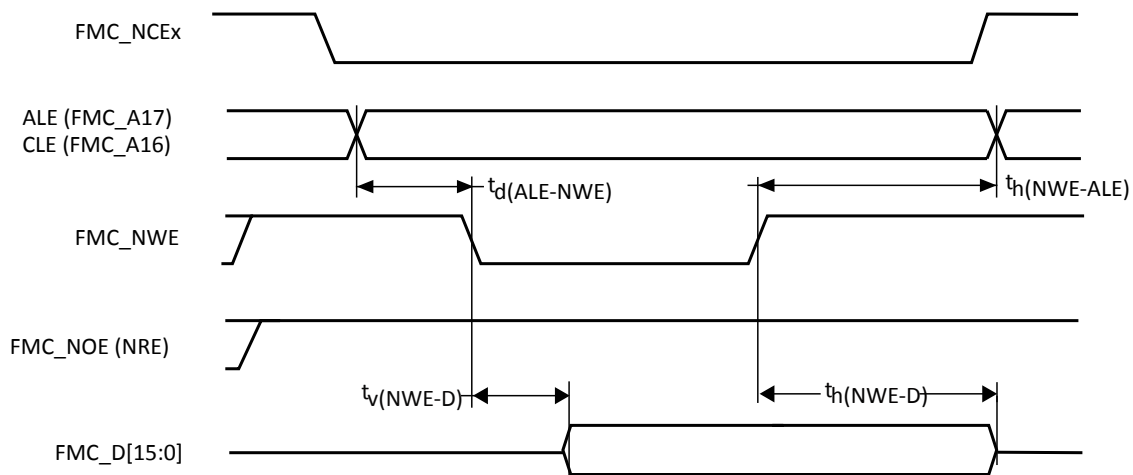 FMC_NCEx
ALE (FMC_A17)
CLE (FMC_A16)
td(ALE-NWE)
th(NWE-ALE)
FMC_NWE
FMC_NOE (NRE)
tv(NWE-D)
th(NWE-D)
FMC_D[15:0]